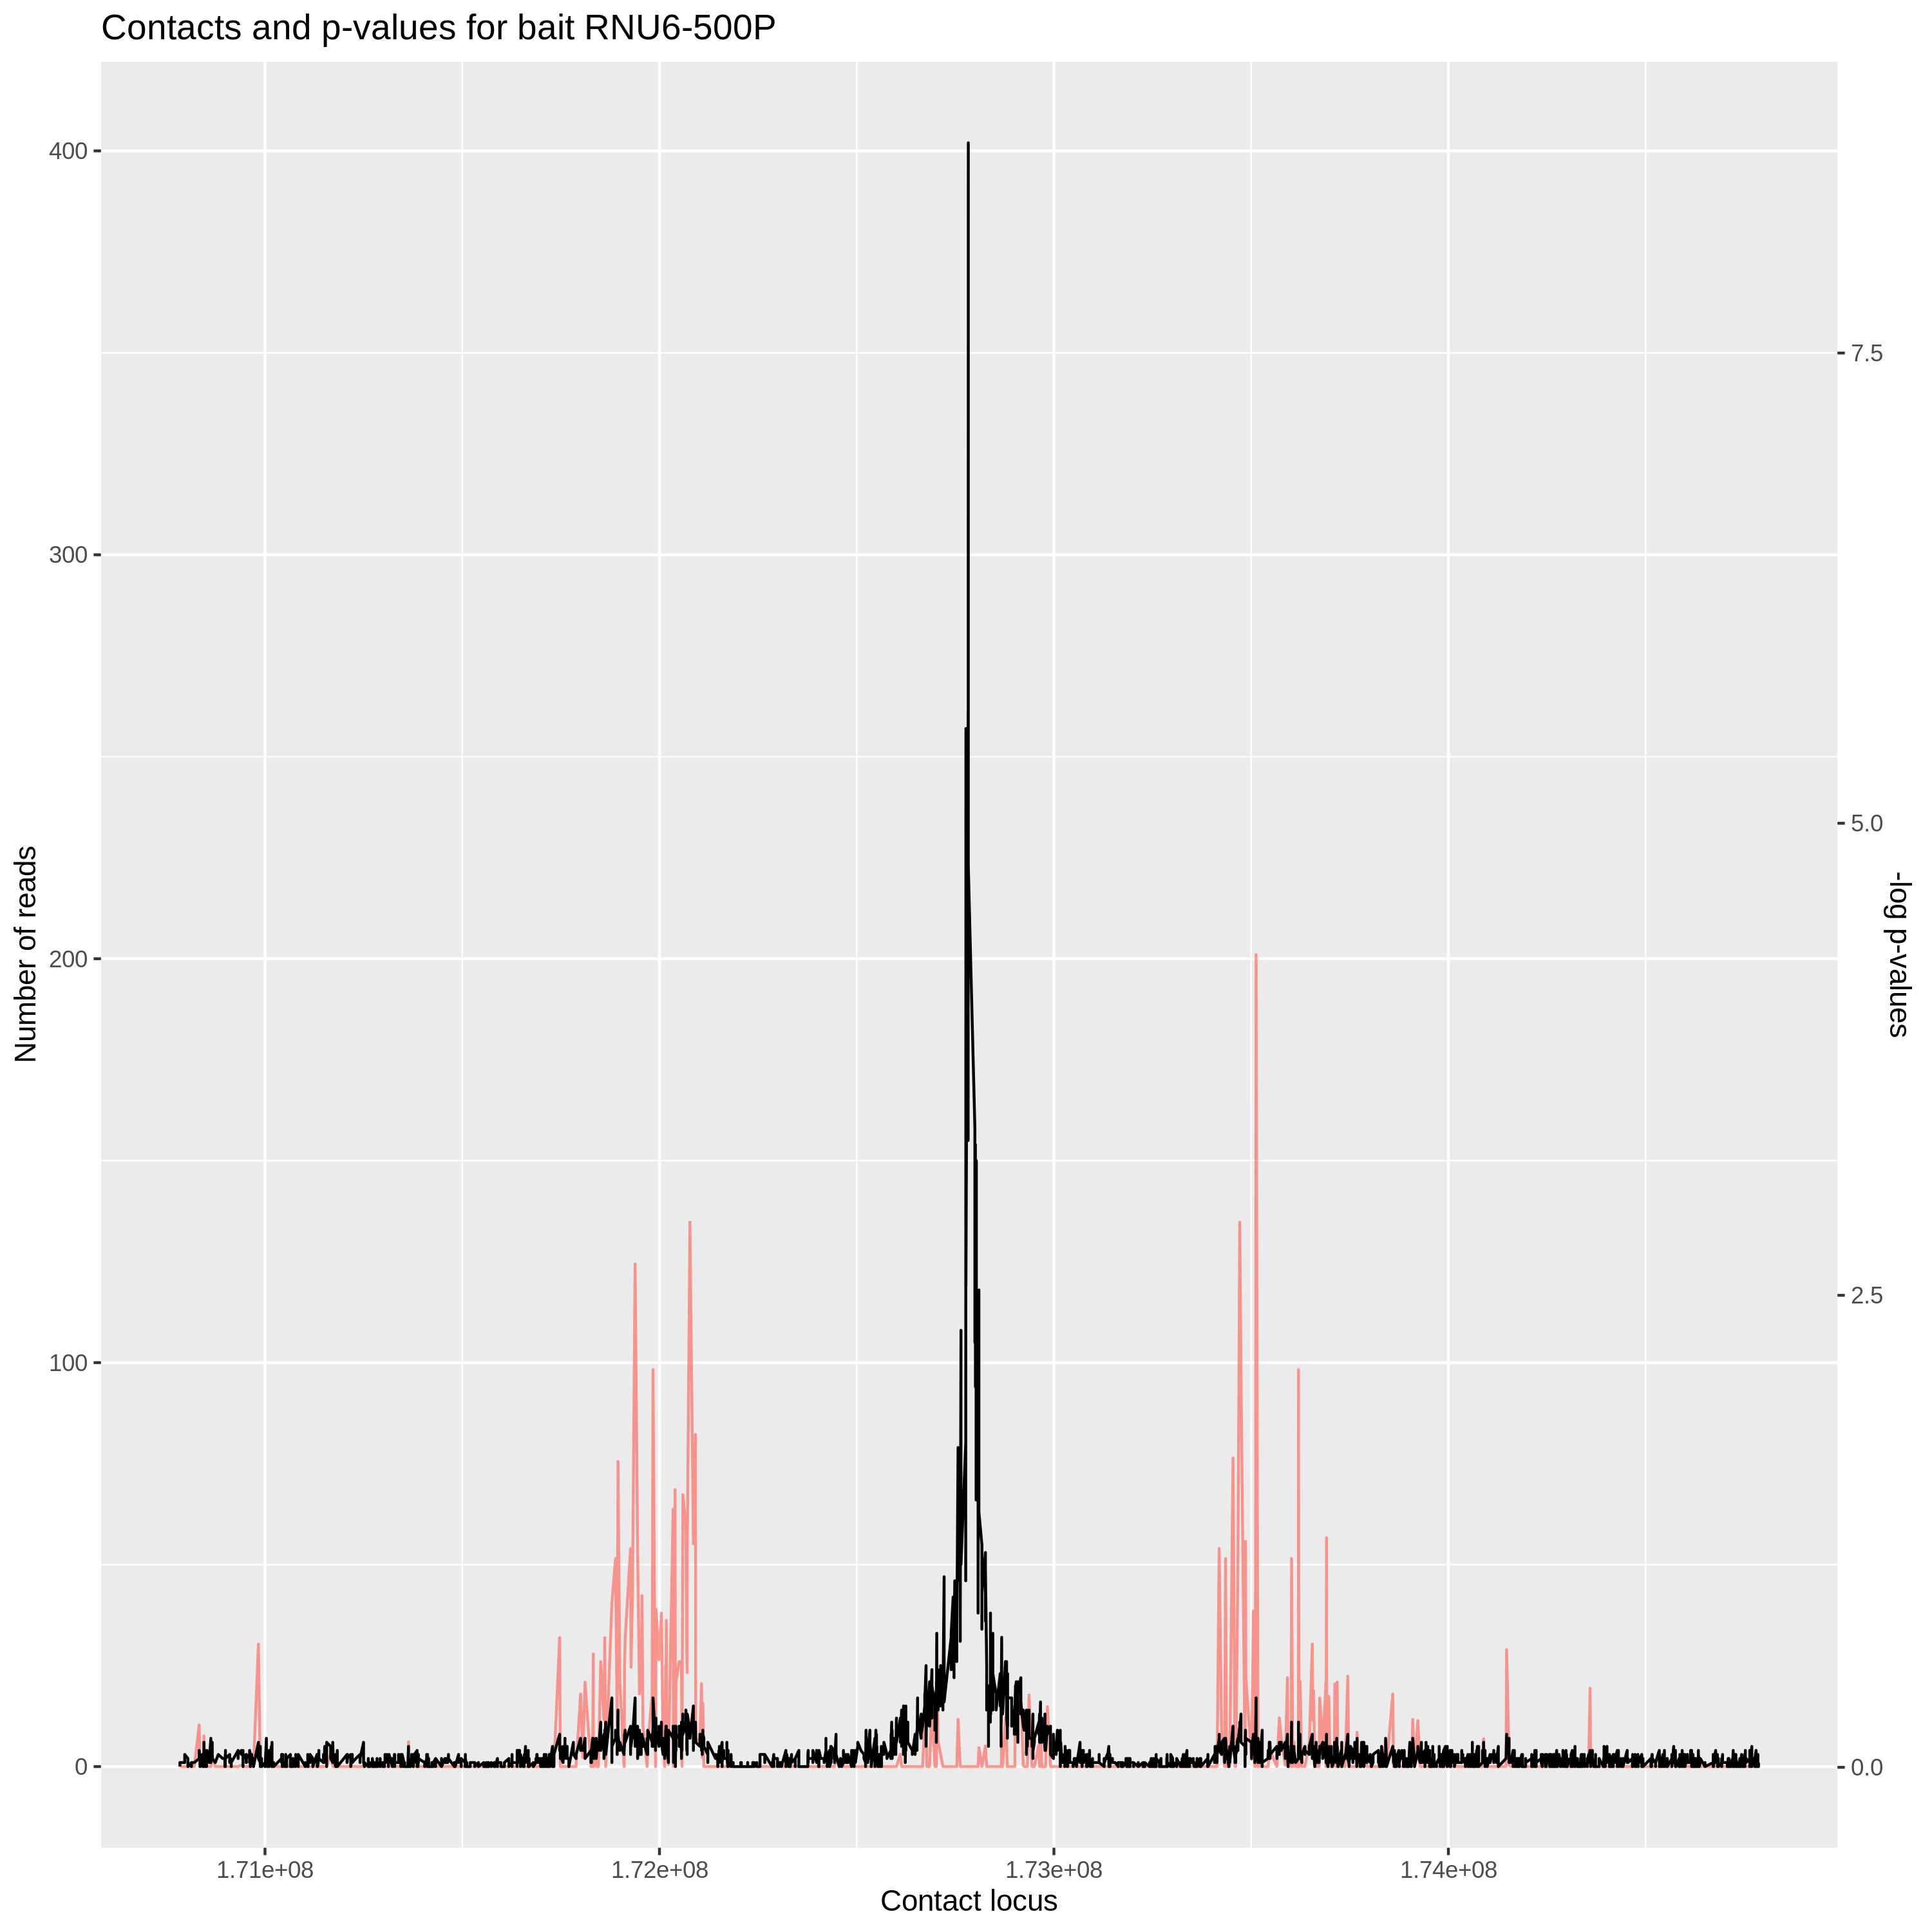 Contacts and p-values for bait RNU6-500P
400
300
200
100
0
Number of reads
7.5
5.0
2.5
0.0
-log p-values
1.71e+08
1.72e+08
1.73e+08
1.74e+08
Contact locus